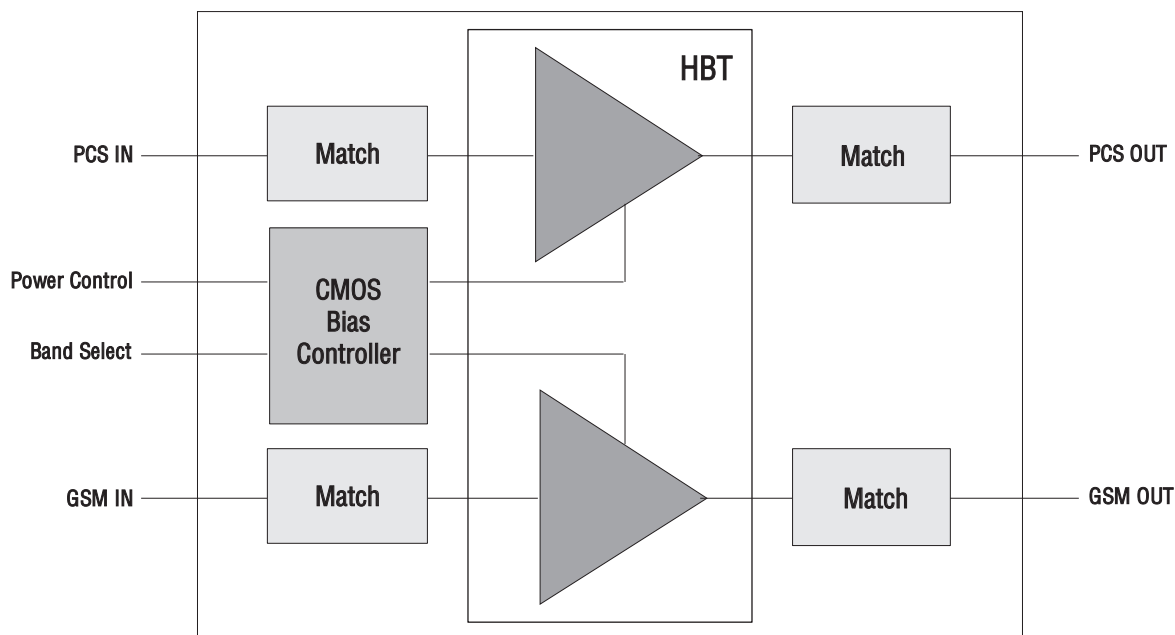 HBT
PCS IN
Match
Match
PCS OUT
Power Control
CMOS
Bias
Controller
Band Select
GSM IN
Match
Match
GSM OUT